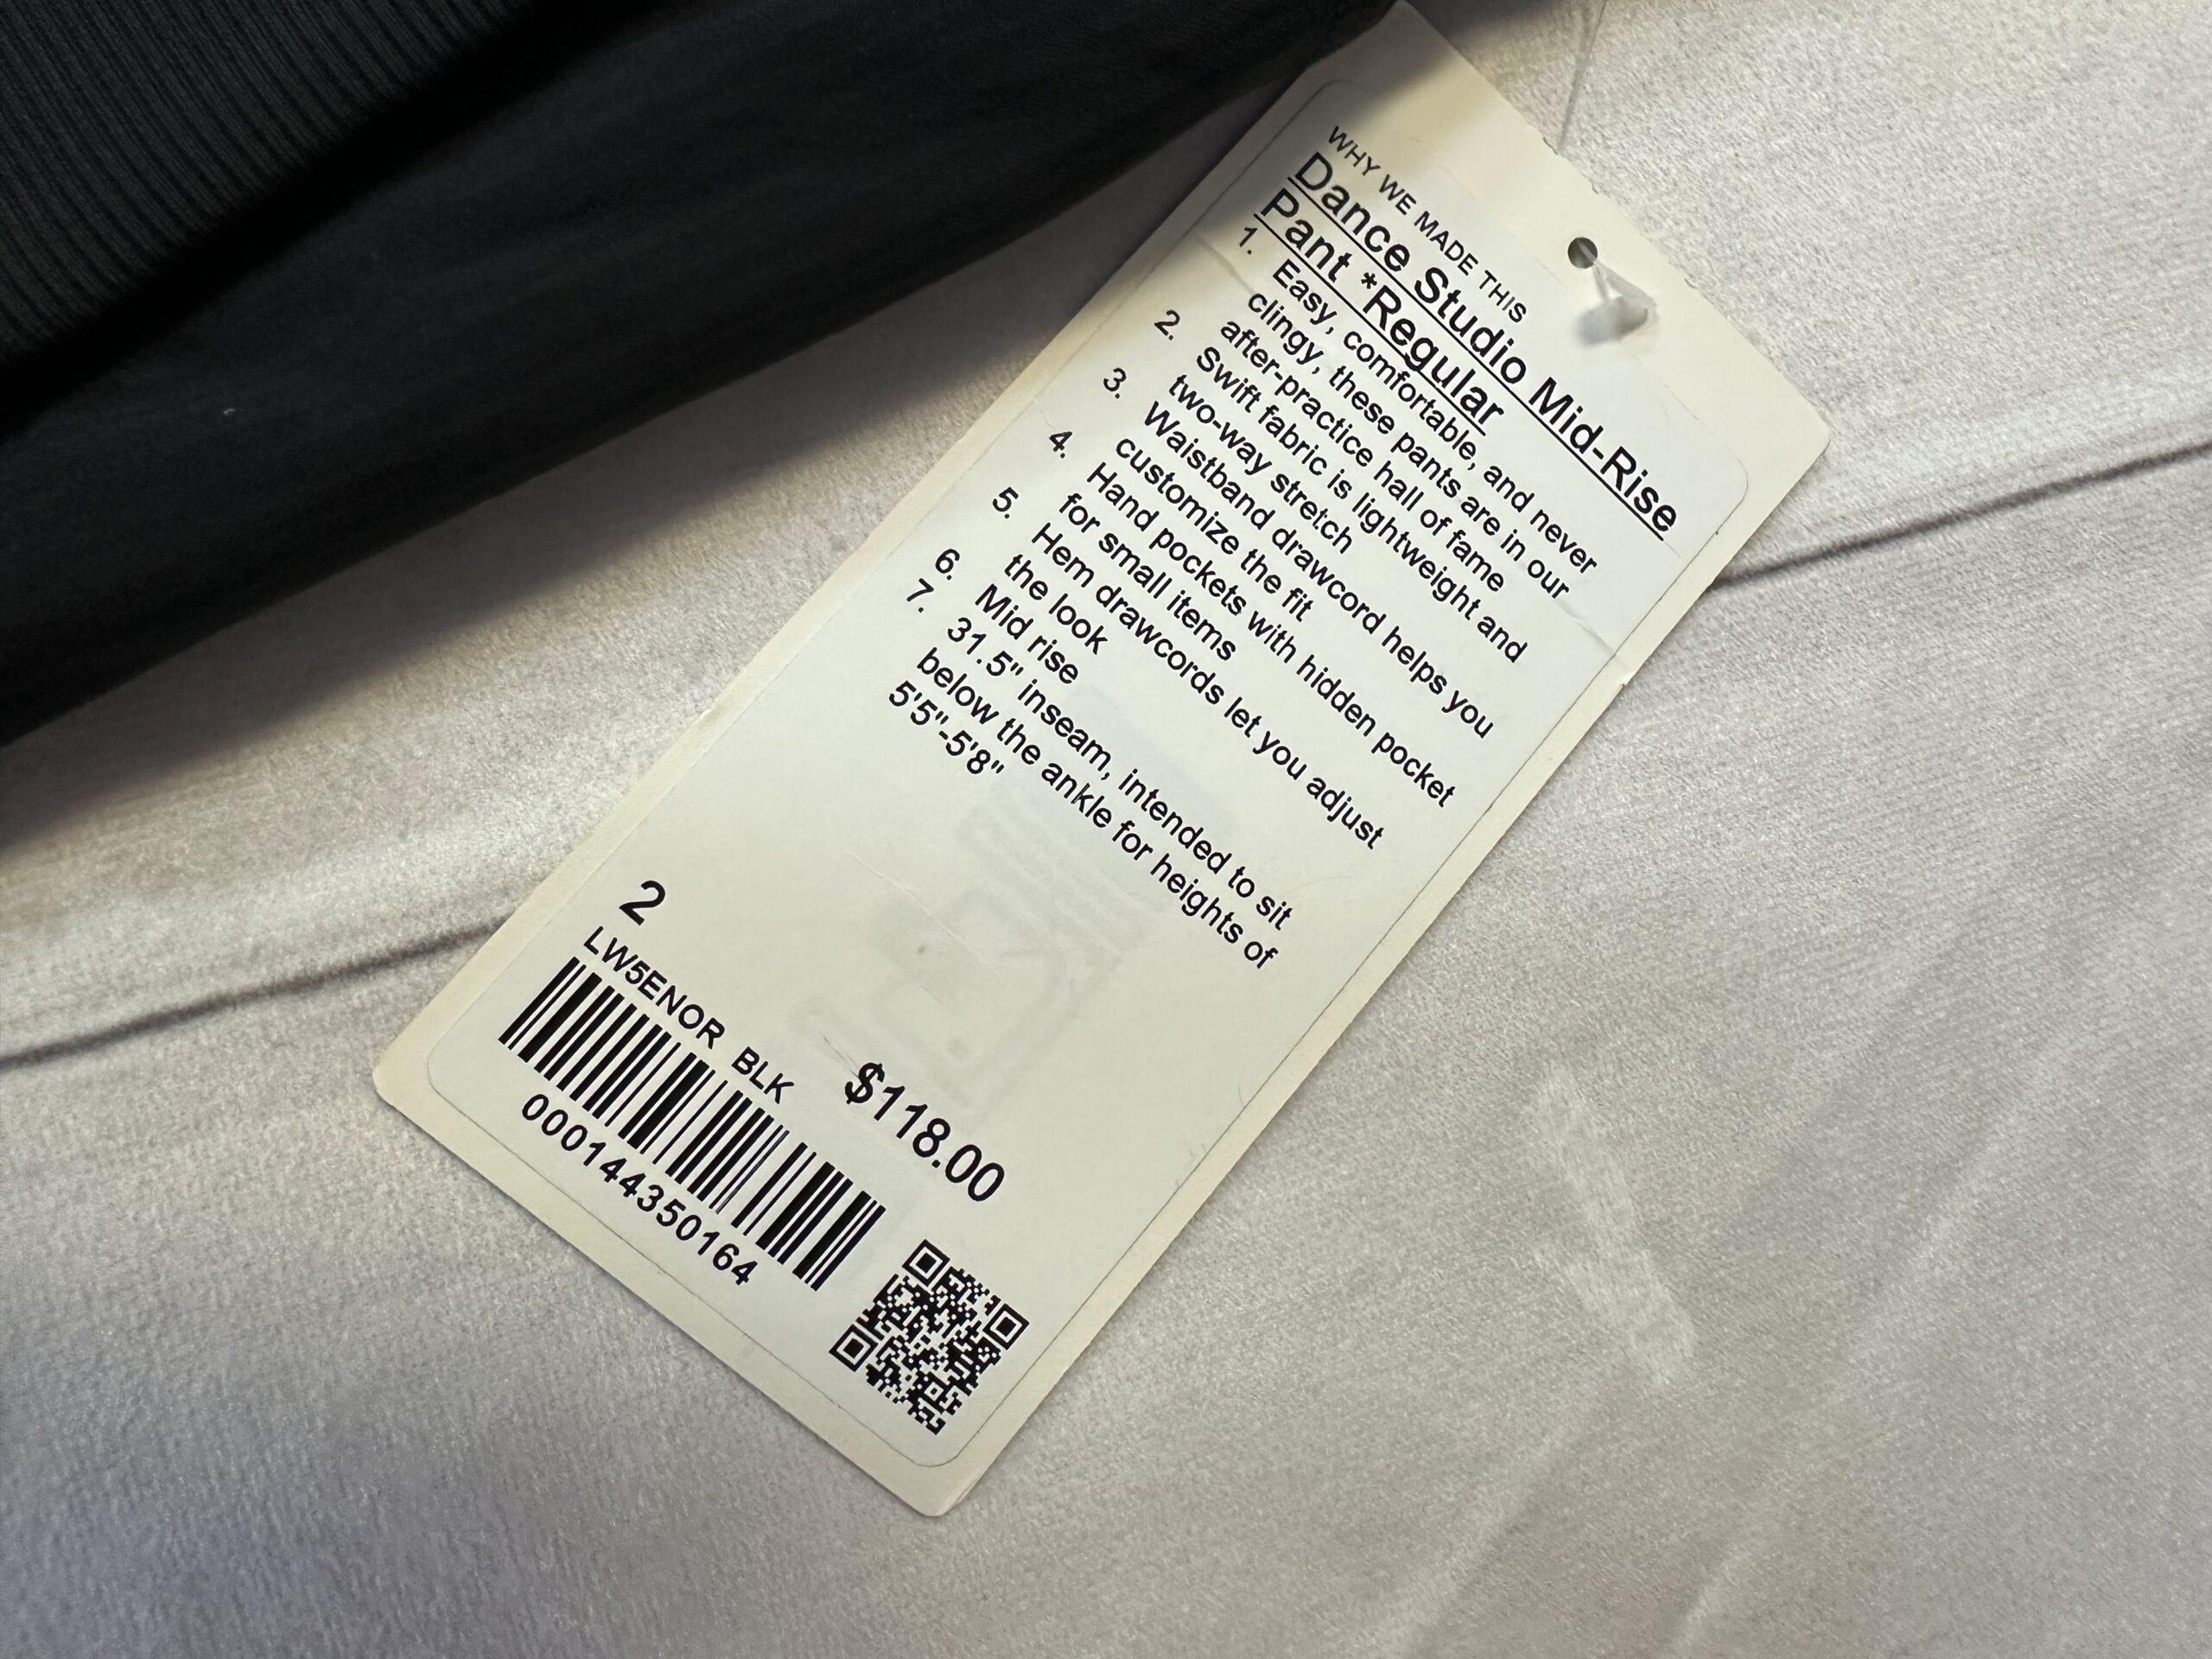 WHY WE MADE THIS
Dance Studio Mid-Rise
Pant *Regular
1. Easy, comfortable, and never
clingy, these pants are in our
after-practice hall of fame
2. Swift fabric is lightweight and
two-way stretch
3. Waistband drawcord helps you
customize the fit
4. Hand pockets with hidden pocket
for small items
5. Hem drawcords let you adjust
the look
6. Mid rise
7. 31.5" inseam, intended to sit
below the ankle for heights of
5'5"-5'8"
2
LW5ENOR BLK
$118.00
000144350164